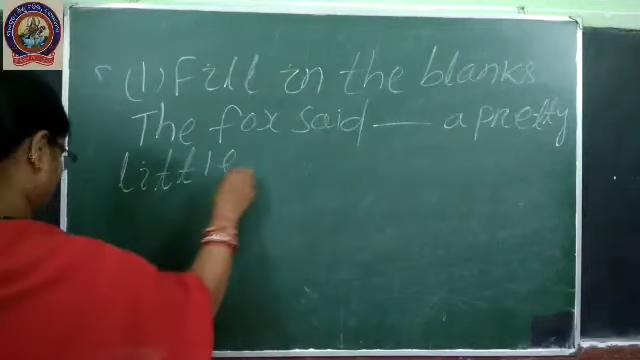 (1) Fill in the blanks
The fox said — a pretty
little